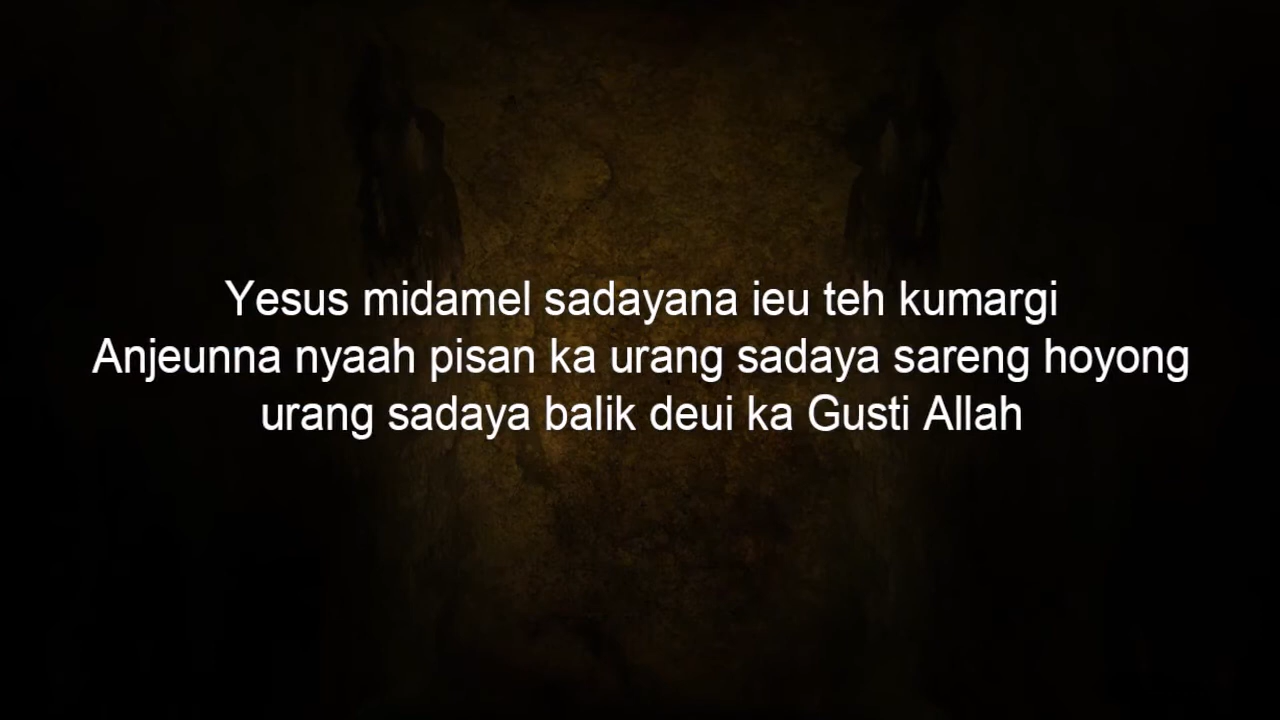 Yesus midamel sadayana ieu teh kumargi
Anjeunna nyaah pisan ka urang sadaya sareng hoyong
urang sadaya balik deui ka Gusti Allah